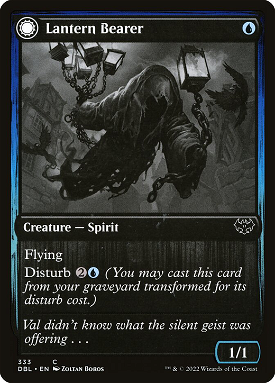 Lantern Bearer
Creature — Spirit
Flying
Disturb 2 (You may cast this card
from your graveyard transformed for its
disturb cost.)
Val didn't know what the silent geist was
offering . . .
1/1
333 C
DBL • EN Zoltan Boros
™ & © 2022 Wizards of the Coast